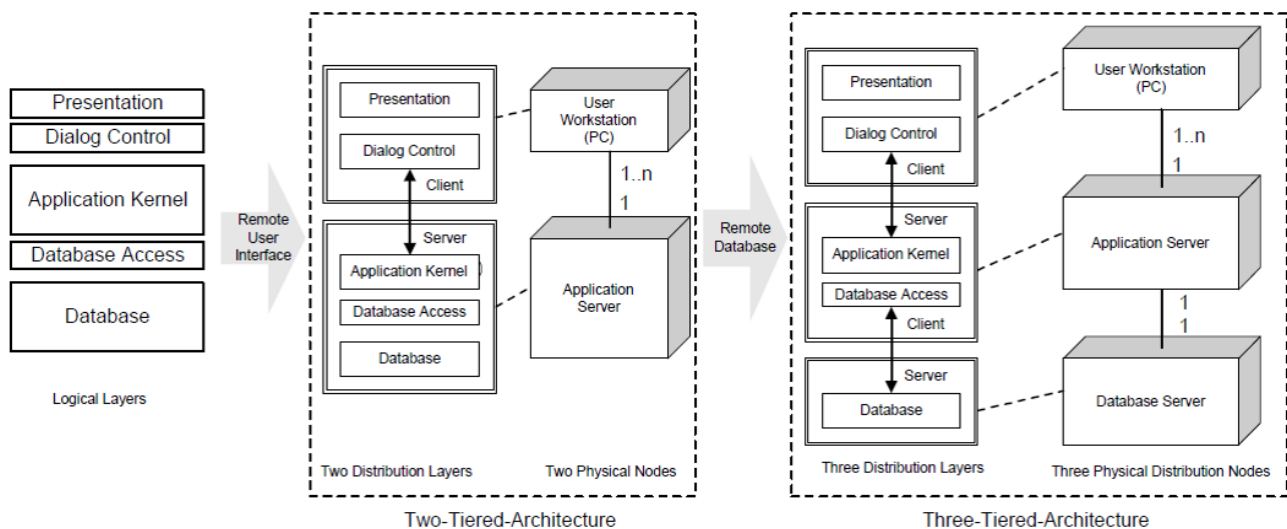 Presentation
Dialog Control
Application Kernel
Database Access
Database
Logical Layers
Remote
User
Interface
Presentation
Dialog Control
Client
Server
Application Kernel
Database Access
Database
User
Workstation
(PC)
1..n
1
Application
Server
Two Distribution Layers
Two Physical Nodes
Two-Tiered-Architecture
Remote
Database
Presentation
Dialog Control
Client
Server
Application Kernel
Database Access
Client
Server
Database
User Workstation
(PC)
1..n
1
Application Server
1
1
Database Server
Three Distribution Layers
Three Physical Distribution Nodes
Three-Tiered-Architecture